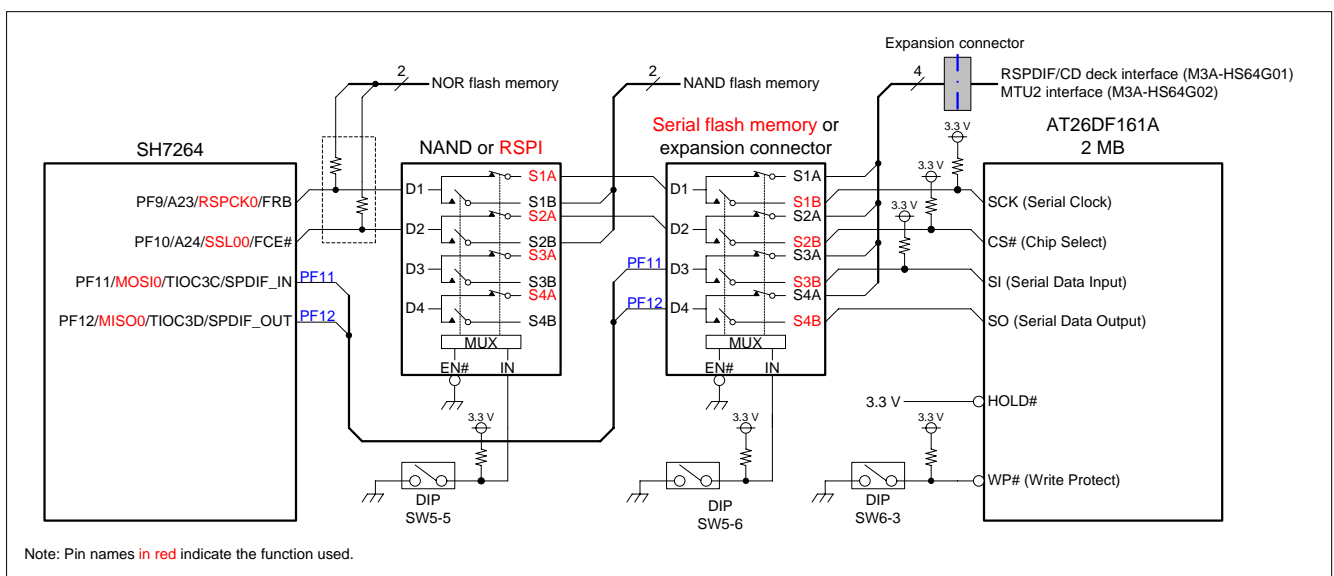 Expansion connector
2
NOR flash memory
2
NAND flash memory
4
RSPDIF/CD deck interface (M3A-HS64G01)
MTU2 interface (M3A-HS64G02)
SH7264
NAND or RSPI
Serial flash memory or
expansion connector
AT26DF161A
2 MB
3.3 V
3.3 V
3.3 V
PF9/A23/RSPCK0/FRB
PF10/A24/SSL00/FCE#
PF11/MOSI0/TIOC3C/SPDIF_IN
PF12/MISO0/TIOC3D/SPDIF_OUT
PF11
PF12
D1
D2
D3
D4
S1A
S1B
S2A
S2B
S3A
S3B
S4A
S4B
MUX
EN#
IN
PF11
PF12
D1
D2
D3
D4
S1A
S1B
S2A
S2B
S3A
S3B
S4A
S4B
MUX
EN#
IN
SCK (Serial Clock)
CS# (Chip Select)
SI (Serial Data Input)
SO (Serial Data Output)
3.3 V
HOLD#
3.3 V
3.3 V
3.3 V
WP# (Write Protect)
DIP
SW5-5
DIP
SW5-6
DIP
SW6-3
Note: Pin names in red indicate the function used.